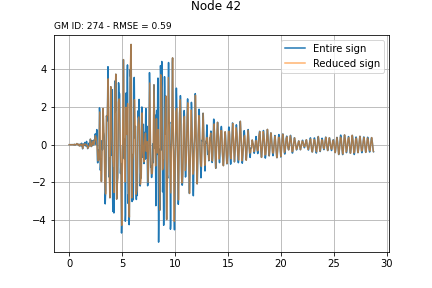 Node 42
GM ID: 274 - RMSE = 0.59
Entire sign
Reduced sign
4
2
0
−2
−4
0 5 10 15 20 25 30